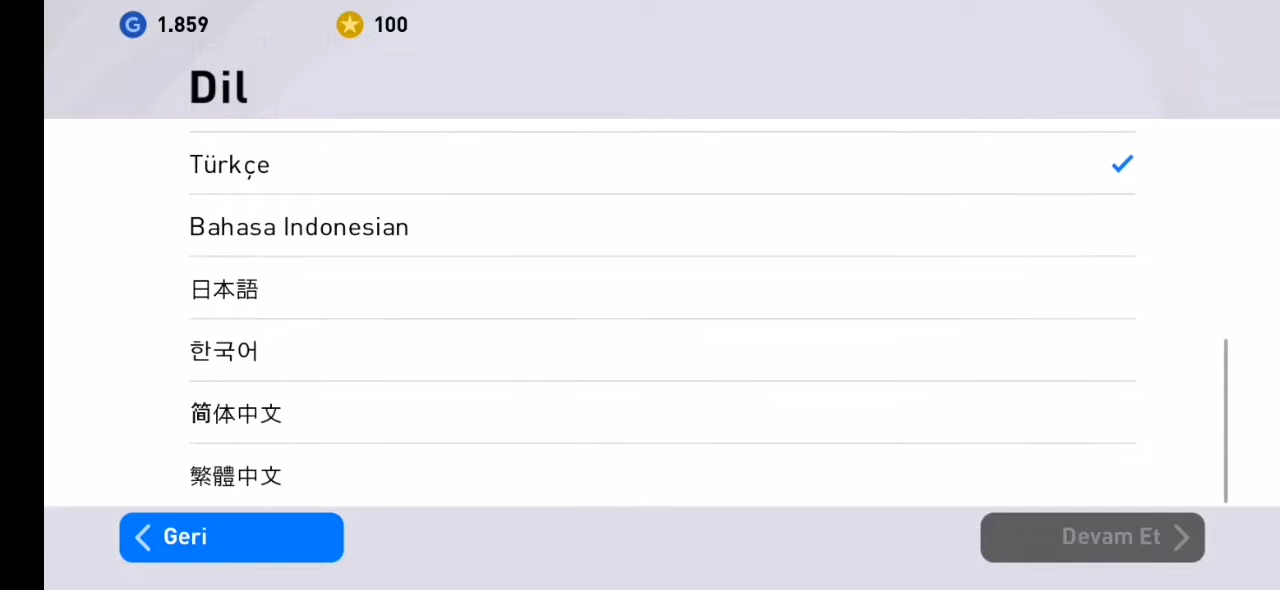 G 1.859 100
Dil
Türkçe
Bahasa Indonesian
日本語
한국어
简体中文
繁體中文
Geri
Devam Et